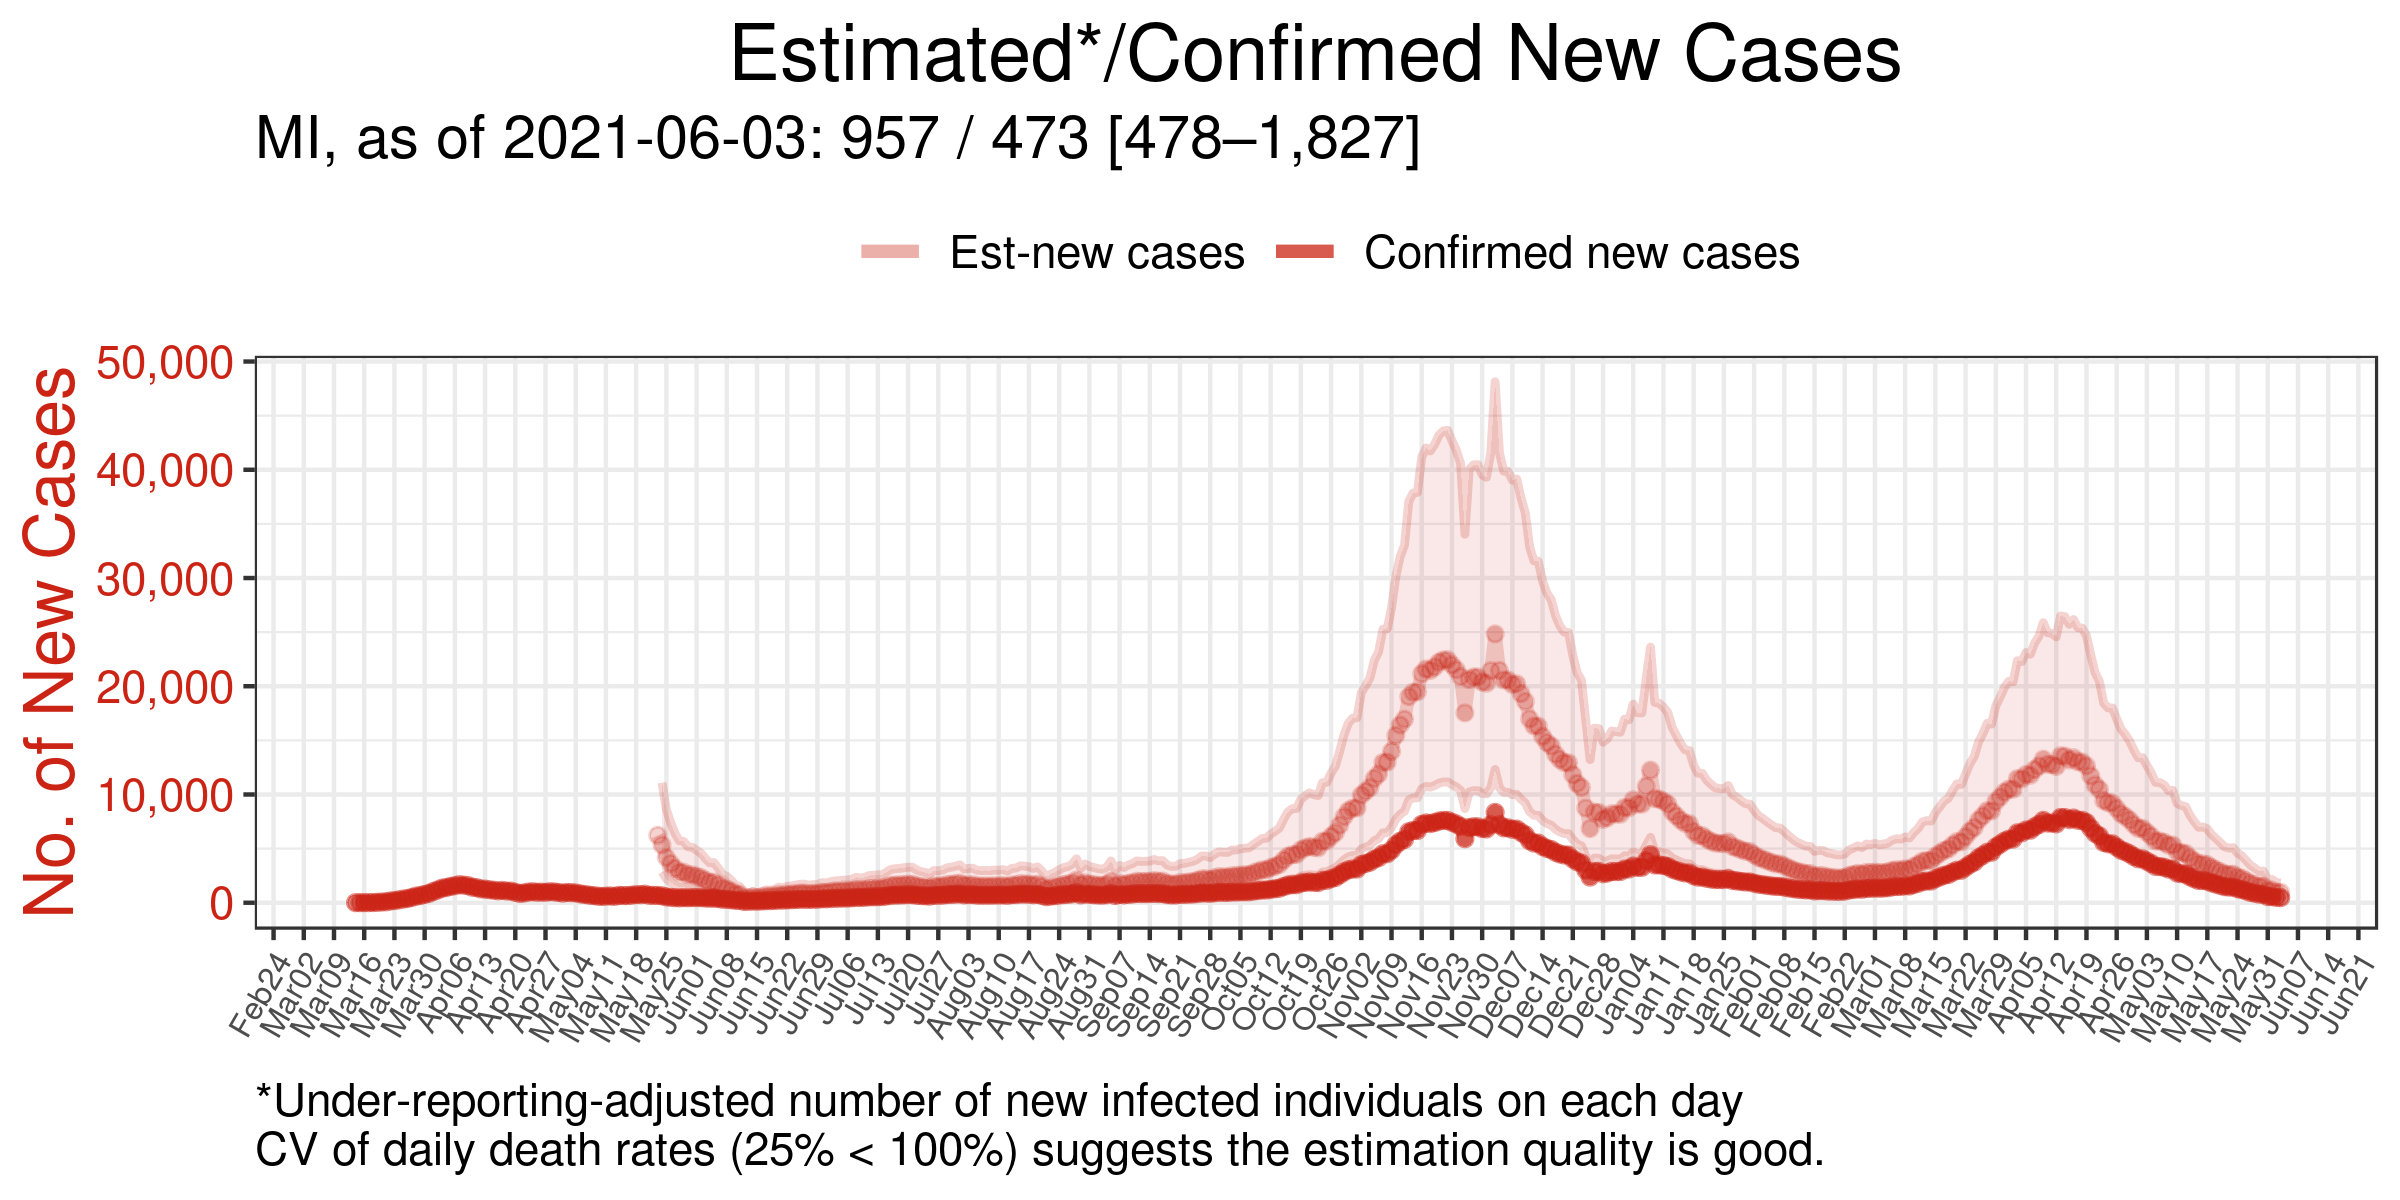 Estimated*/Confirmed New Cases
MI, as of 2021-06-03: 957 / 473 [478–1,827]
Est-new cases
Confirmed new cases
No. of New Cases
50,000
40,000
30,000
20,000
10,000
0
Feb24
Mar02
Mar09
Mar16
Mar23
Mar30
Apr06
Apr13
Apr20
Apr27
May04
May11
May18
May25
Jun01
Jun08
Jun15
Jun22
Jun29
Jul06
Jul13
Jul20
Jul27
Aug03
Aug10
Aug17
Aug24
Aug31
Sep07
Sep14
Sep21
Sep28
Oct05
Oct12
Oct19
Oct26
Nov02
Nov09
Nov16
Nov23
Nov30
Dec07
Dec14
Dec21
Dec28
Jan04
Jan11
Jan18
Jan25
Feb01
Feb08
Feb15
Feb22
Mar01
Mar08
Mar15
Mar22
Mar29
Apr05
Apr12
Apr19
Apr26
May03
May10
May17
May24
May31
Jun07
Jun14
Jun21
*Under-reporting-adjusted number of new infected individuals on each day
CV of daily death rates (25% < 100%) suggests the estimation quality is good.